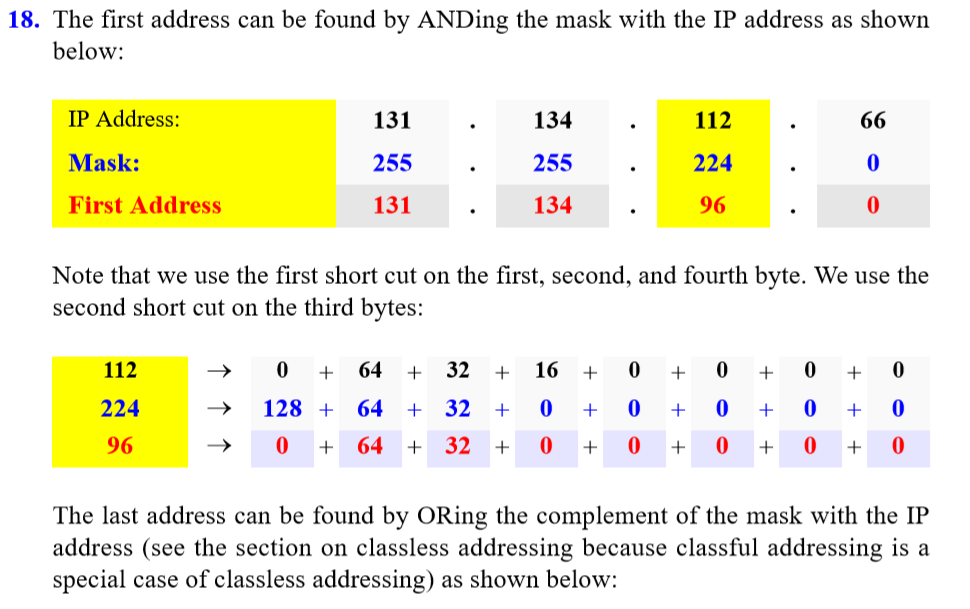 18. The first address can be found by ANDing the mask with the IP address as shown
below:
IP Address: 131 . 134 . 112 . 66
Mask: 255 . 255 . 224 . 0
First Address 131 . 134 . 96 . 0
Note that we use the first short cut on the first, second, and fourth byte. We use the
second short cut on the third bytes:
112 → 0 + 64 + 32 + 16 + 0 + 0 + 0 + 0
224 → 128 + 64 + 32 + 0 + 0 + 0 + 0 + 0
96 → 0 + 64 + 32 + 0 + 0 + 0 + 0 + 0
The last address can be found by ORing the complement of the mask with the IP
address (see the section on classless addressing because classful addressing is a
special case of classless addressing) as shown below: